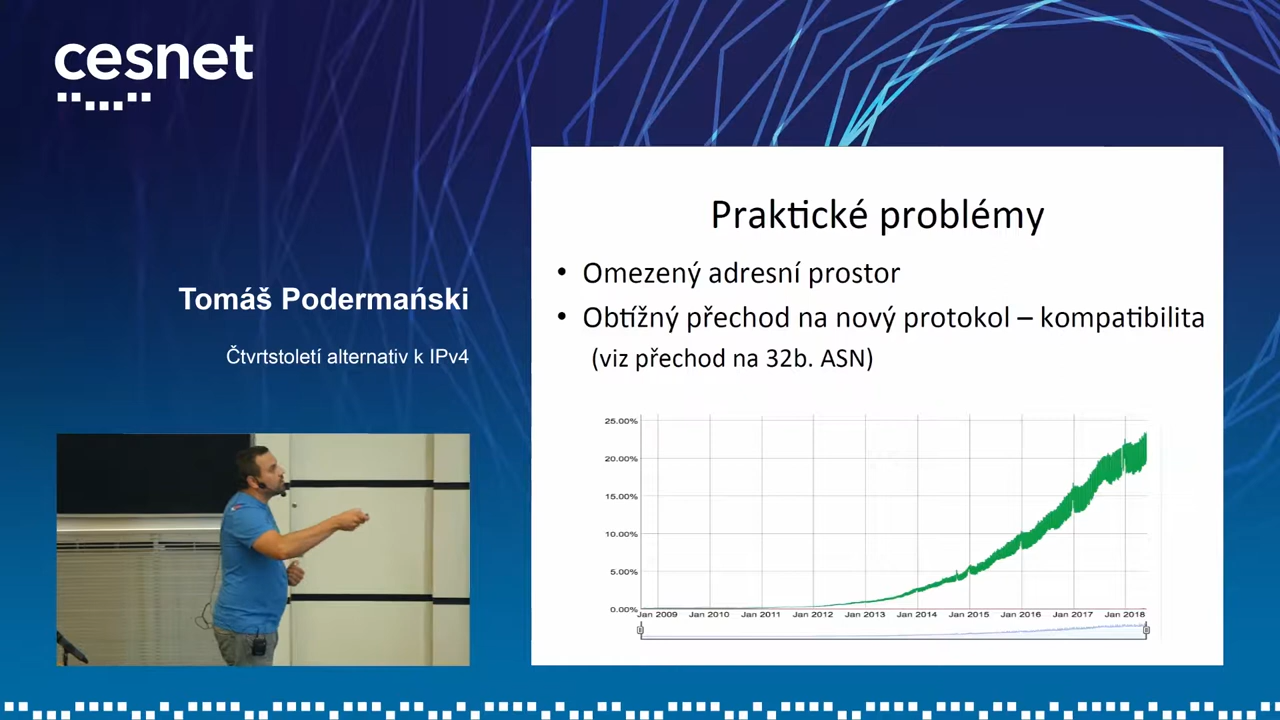 cesnet
Tomáš Podermański
Čtvrtstoletí alternativ k IPv4
Praktické problémy
• Omezený adresní prostor
• Obtížný přechod na nový protokol – kompatibilita
(viz přechod na 32b. ASN)
25.00%
20.00%
15.00%
10.00%
5.00%
0.00%
Jan 2009 Jan 2010 Jan 2011 Jan 2012 Jan 2013 Jan 2014 Jan 2015 Jan 2016 Jan 2017 Jan 2018